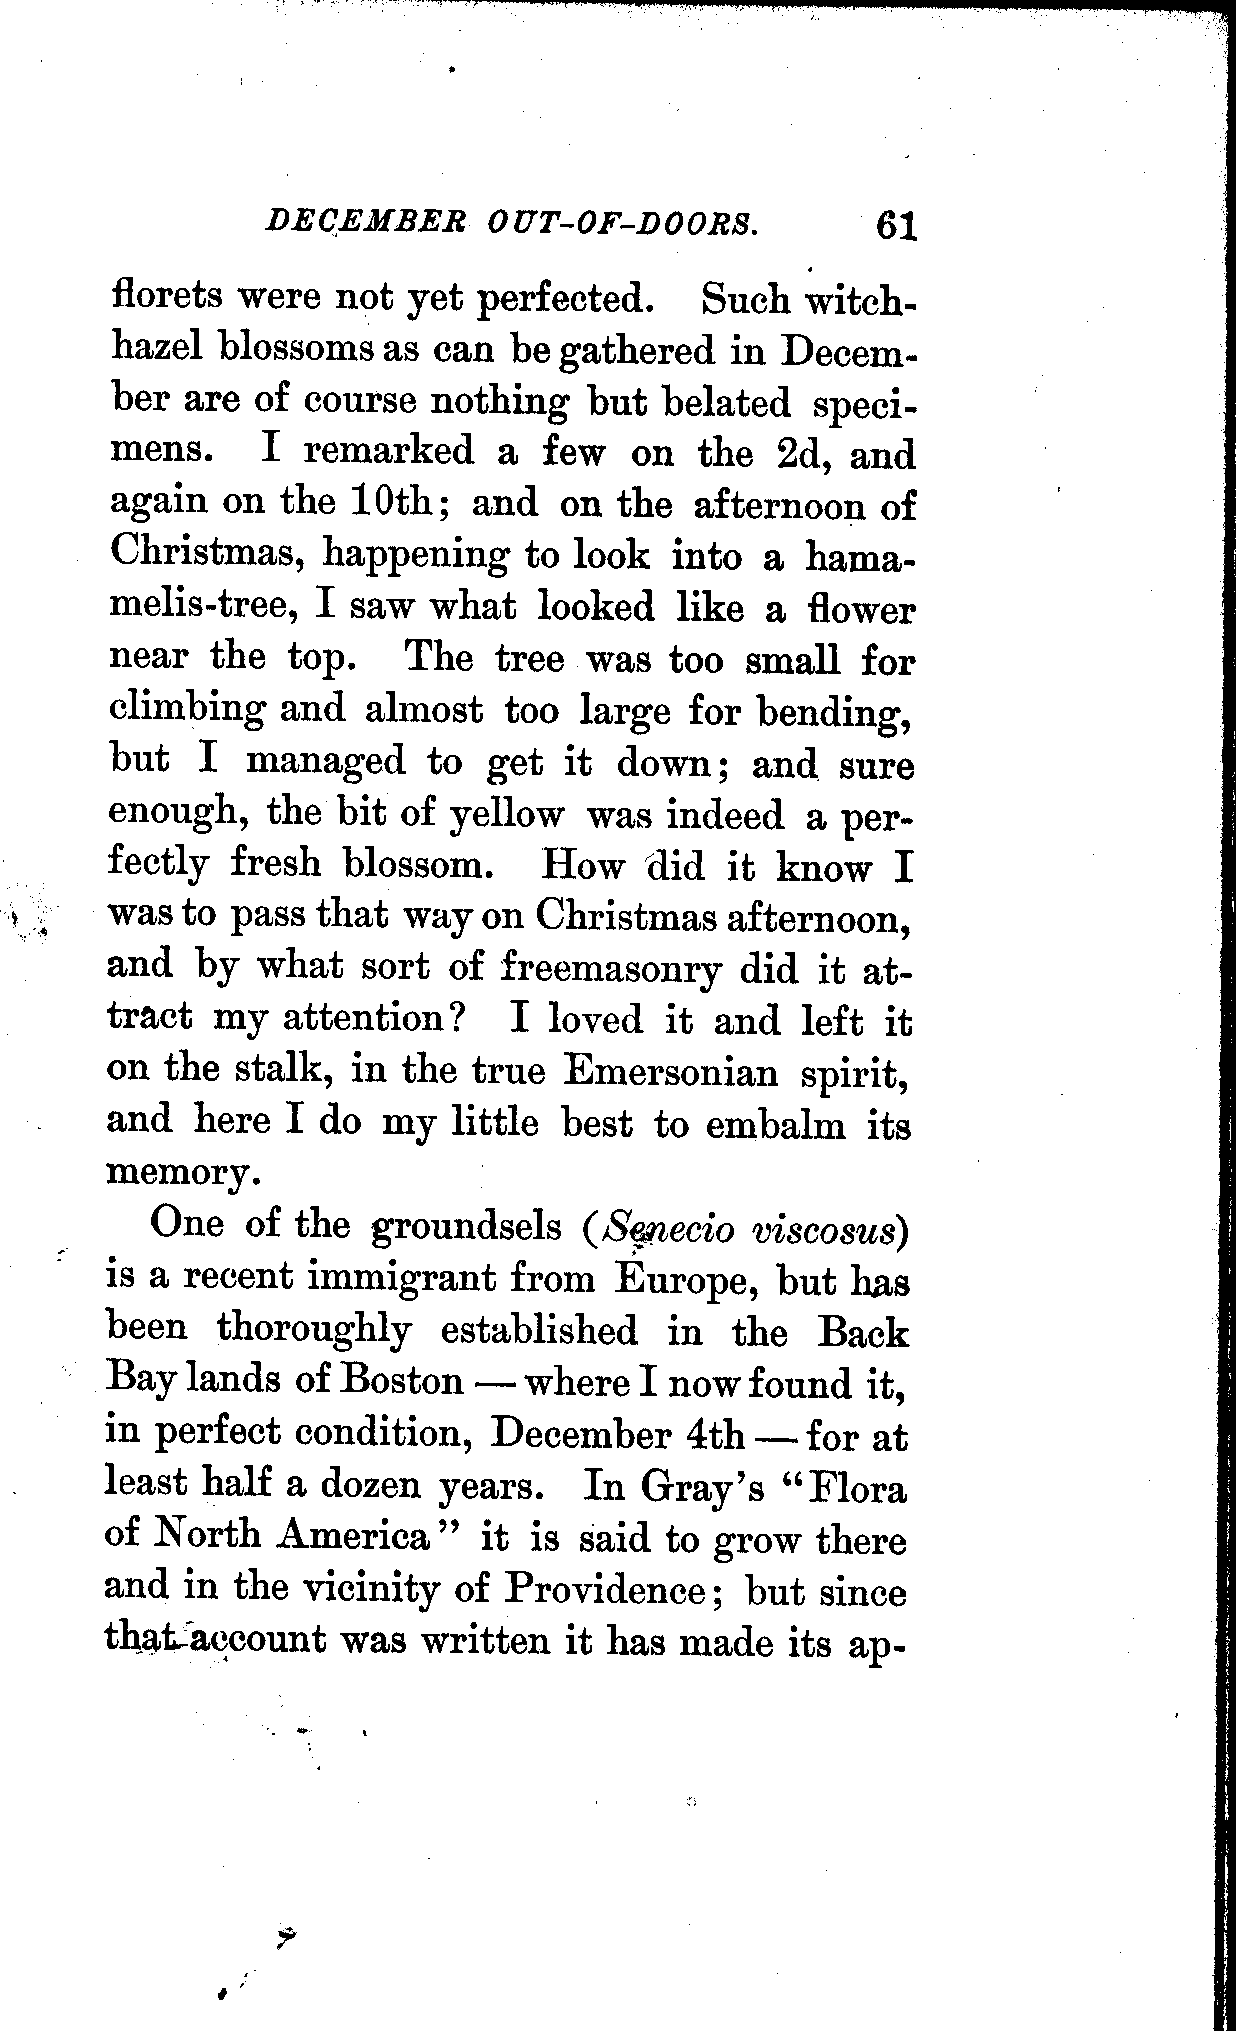 DECEMBER OUT-OF-DOORS. 61
florets were not yet perfected. Such witch-
hazel blossoms as can be gathered in Decem-
ber are of course nothing but belated speci-
mens. I remarked a few on the 2d, and
again on the 10th; and on the afternoon of
Christmas, happening to look into a hama-
melis-tree, I saw what looked like a flower
near the top. The tree was too small for
climbing and almost too large for bending,
but I managed to get it down; and sure
enough, the bit of yellow was indeed a per-
fectly fresh blossom. How did it know I
was to pass that way on Christmas afternoon,
and by what sort of freemasonry did it at-
tract my attention? I loved it and left it
on the stalk, in the true Emersonian spirit,
and here I do my little best to embalm its
memory.
One of the groundsels (Senecio viscosus)
is a recent immigrant from Europe, but has
been thoroughly established in the Back
Bay lands of Boston — where I now found it,
in perfect condition, December 4th — for at
least half a dozen years. In Gray's "Flora
of North America" it is said to grow there
and in the vicinity of Providence; but since
that account was written it has made its ap-